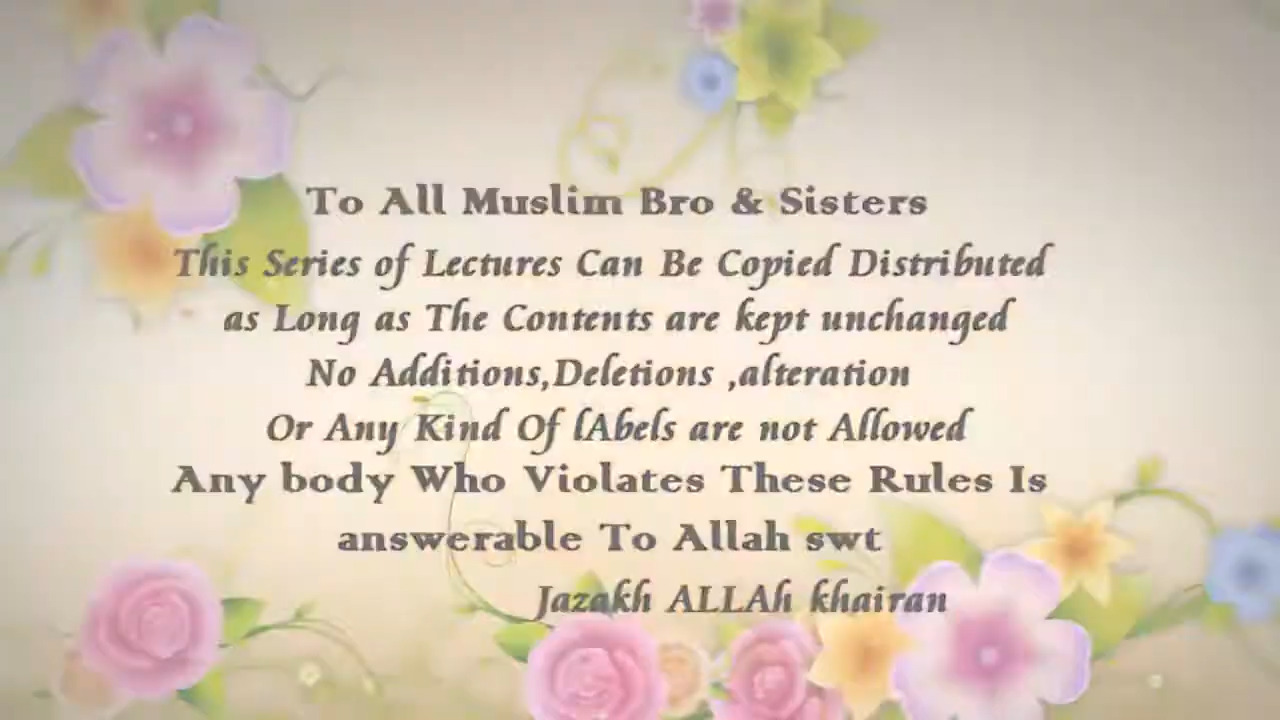 To All Muslim Bro & Sisters
This Series of Lectures Can Be Copied Distributed
as Long as The Contents are kept unchanged
No Additions,Deletions ,alteration
Or Any Kind Of lAbels are not Allowed
Any body Who Violates These Rules Is
answerable To Allah swt
Jazakh ALLAh khairan